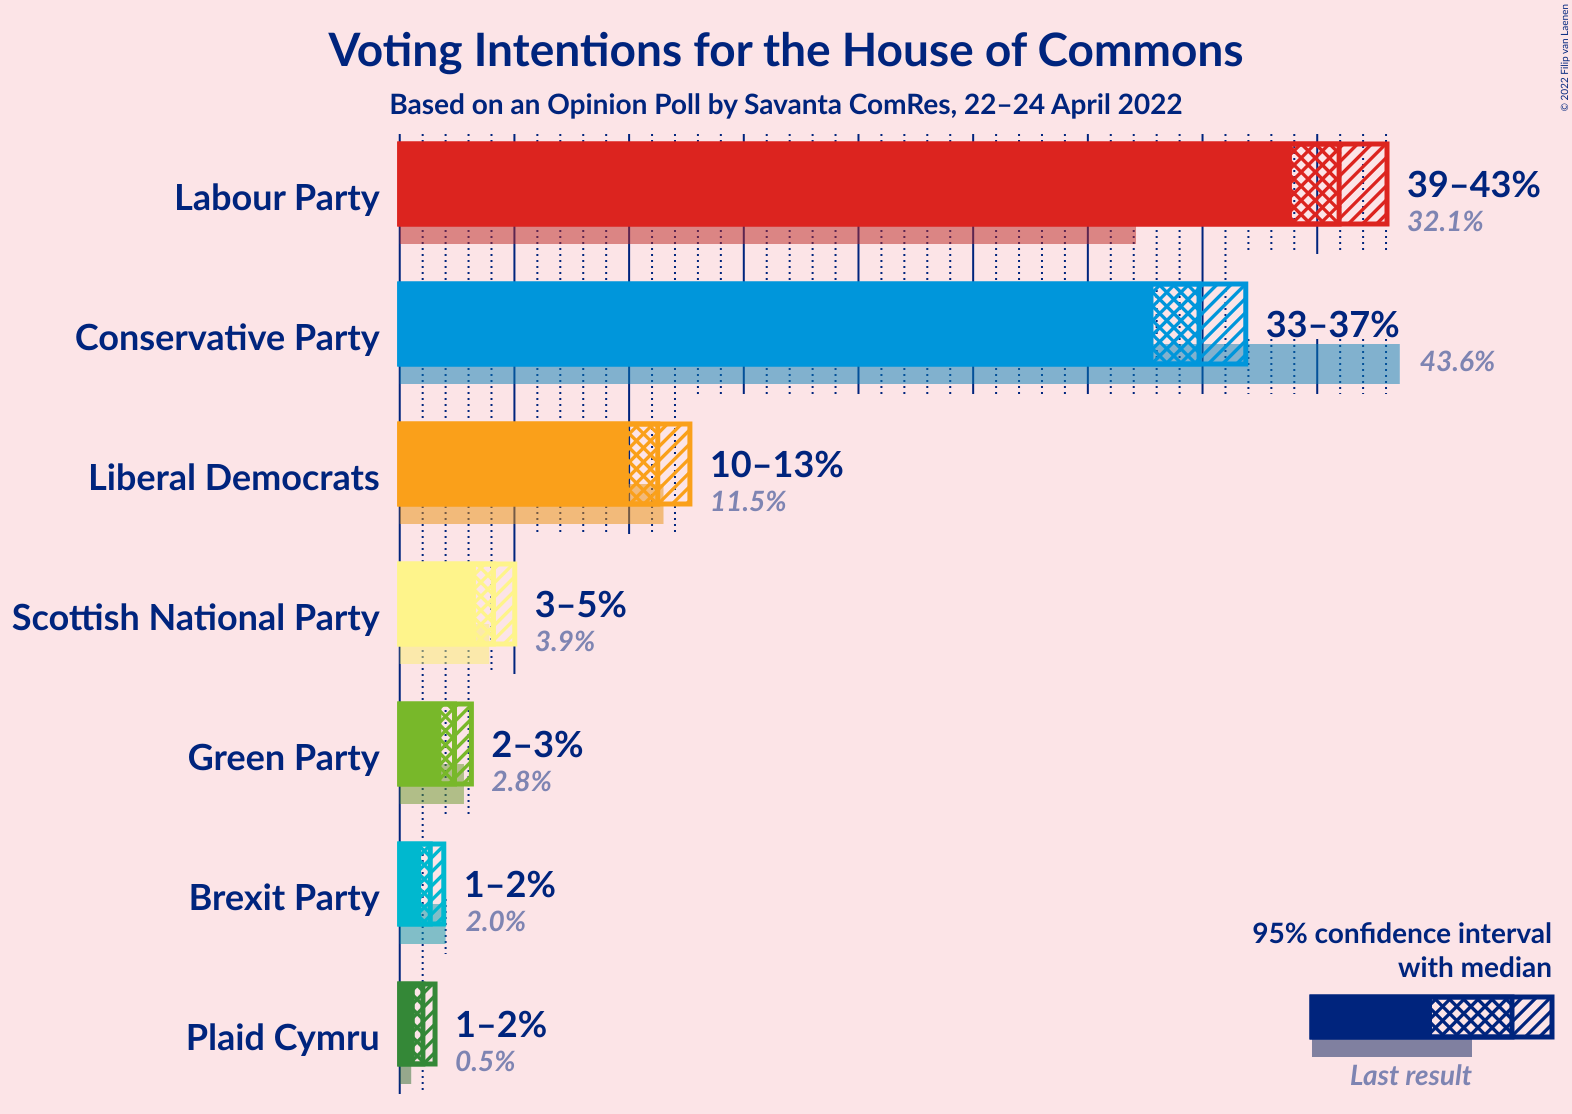 Voting Intentions for the House of Commons
Based on an Opinion Poll by Savanta ComRes, 22–24 April 2022
© 2022 Filip van Laenen
Labour Party
39–43%
32.1%
Conservative Party
33–37%
43.6%
Liberal Democrats
10–13%
11.5%
Scottish National Party
3–5%
3.9%
Green Party
2–3%
2.8%
Brexit Party
1–2%
2.0%
Plaid Cymru
1–2%
0.5%
95% confidence interval
with median
Last result